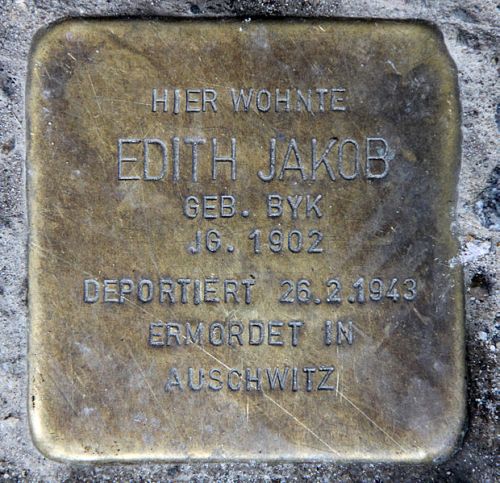 HIER WOHNTE
EDITH JAKOB
GEB. BYK
JG. 1902
DEPORTIERT 26.2.1943
ERMORDET IN
AUSCHWITZ